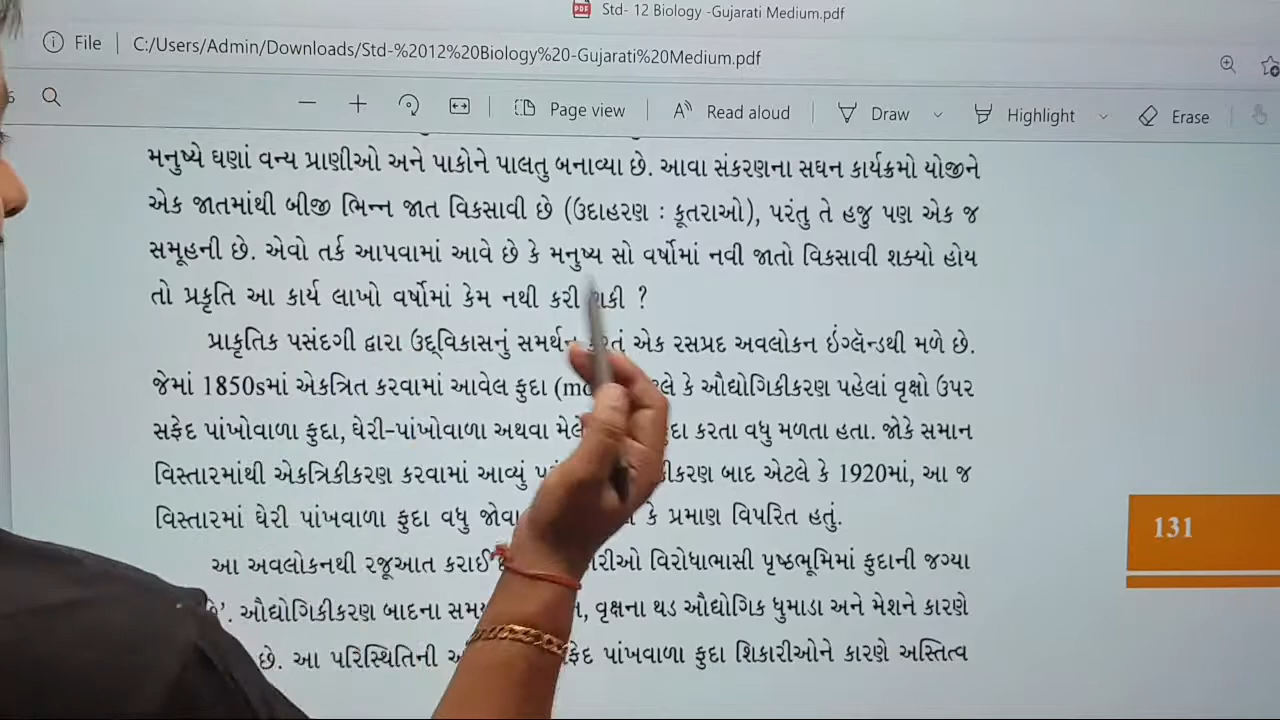 Std- 12 Biology -Gujarati Medium.pdf
File C:/Users/Admin/Downloads/Std-%2012%20Biology%20-Gujarati%20Medium.pdf
Page view Read aloud Draw Highlight Erase
મનુષ્યે ઘણાં વન્ય પ્રાણીઓ અને પાકોને પાલતુ બનાવ્યા છે. આવા સંકરણના સઘન કાર્યક્રમો યોજીને
એક જાતમાંથી બીજી ભિન્ન જાત વિકસાવી છે (ઉદાહરણ : કૂતરાઓ), પરંતુ તે હજુ પણ એક જ
સમૂહની છે. એવો તર્ક આપવામાં આવે છે કે મનુષ્ય સો વર્ષોમાં નવી જાતો વિકસાવી શક્યો હોય
તો પ્રકૃતિ આ કાર્ય લાખો વર્ષોમાં કેમ નથી કરી શકી ?
પ્રાકૃતિક પસંદગી દ્વારા ઉદ્‌વિકાસનું સમર્થન કરતું એક રસપ્રદ અવલોકન ઇંગ્લૅન્ડથી મળે છે.
જેમાં 1850sમાં એકત્રિત કરવામાં આવેલ ફુદા કે ઔદ્યોગિકીકરણ પહેલાં વૃક્ષો ઉપર
સફેદ પાંખોવાળા ફુદા, ઘેરી-પાંખોવાળા અથવા કરતા વધુ મળતા હતા. જોકે સમાન
વિસ્તારમાંથી એકત્રિકીકરણ કરવામાં આવ્યું બાદ એટલે કે 1920માં, આ જ
વિસ્તારમાં ઘેરી પાંખવાળા ફુદા વધુ કે પ્રમાણ વિપરિત હતું.
131
આ અવલોકનથી રજૂઆત કરાઈ વિરોધાભાસી પૃષ્ઠભૂમિમાં ફુદાની જગ્યા
ઔદ્યોગિકીકરણ બાદના વૃક્ષના થડ ઔદ્યોગિક ધુમાડા અને મેશને કારણે
છે. આ પરિસ્થિતિની પાંખવાળા ફુદા શિકારીઓને કારણે અસ્તિત્વ